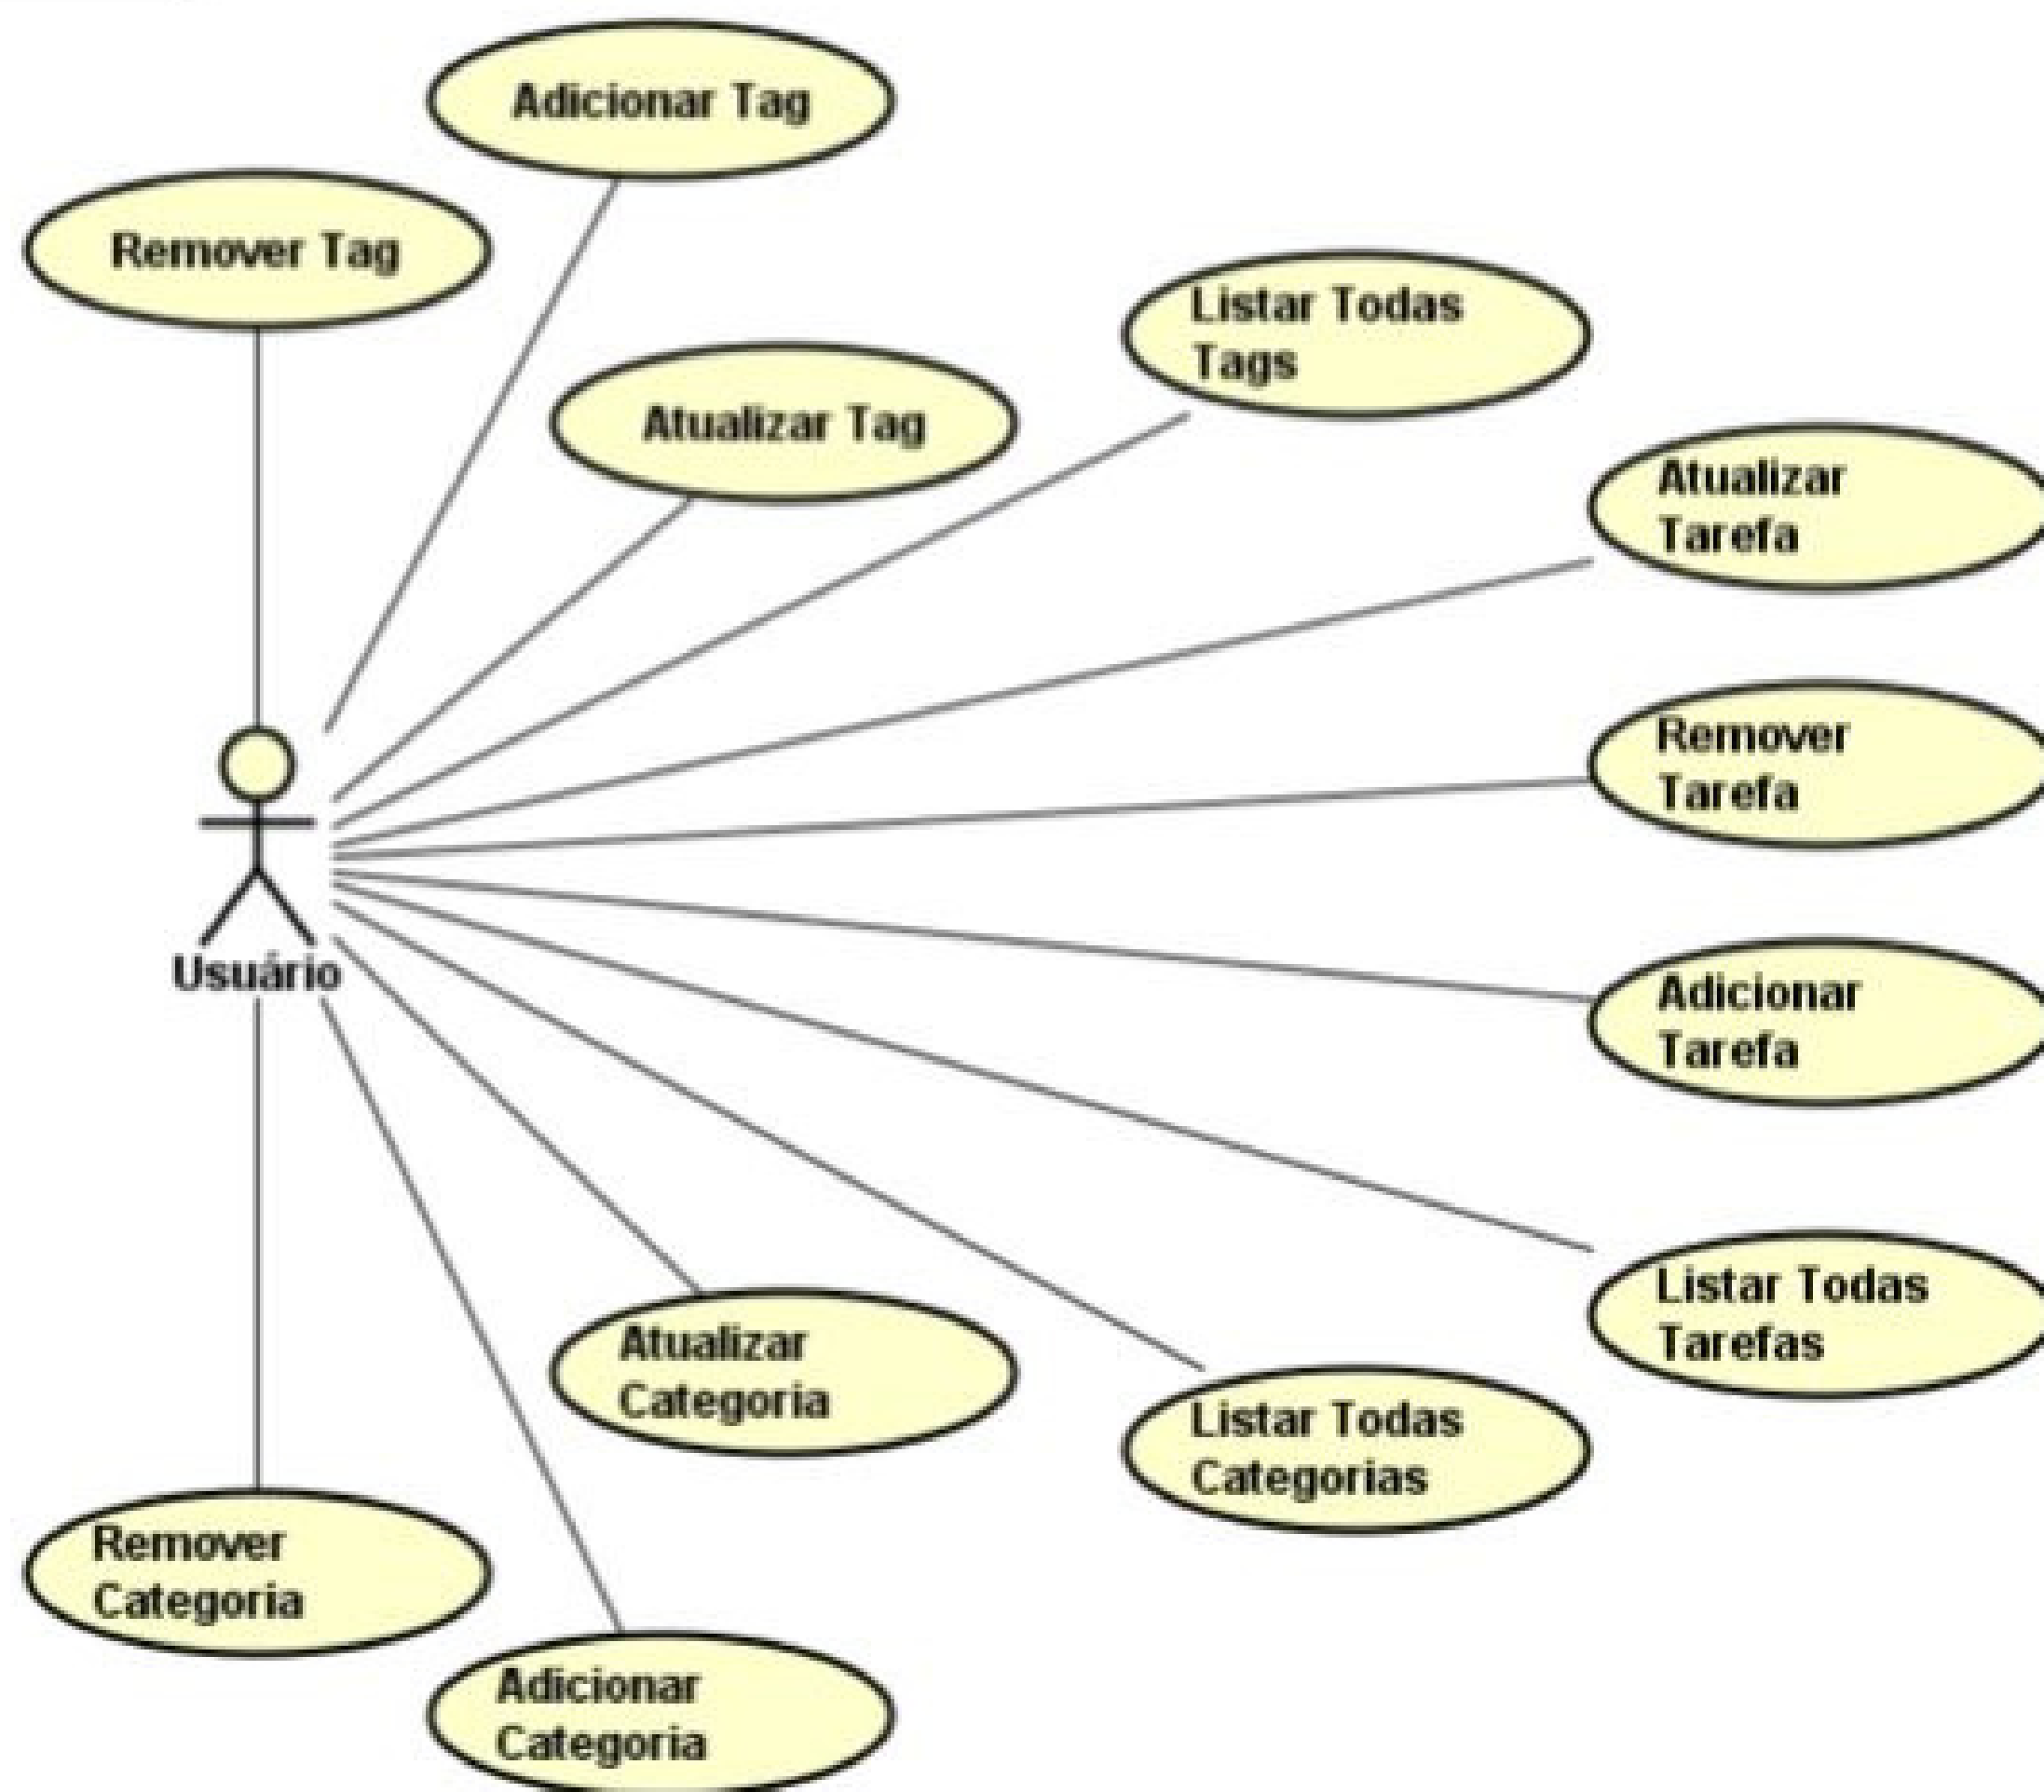 Adicionar Tag
Remover Tag
Listar Todas
Tags
Atualizar Tag
Atualizar
Tarefa
Remover
Tarefa
Usuário
Adicionar
Tarefa
Listar Todas
Tarefas
Atualizar
Categoria
Listar Todas
Categorias
Remover
Categoria
Adicionar
Categoria